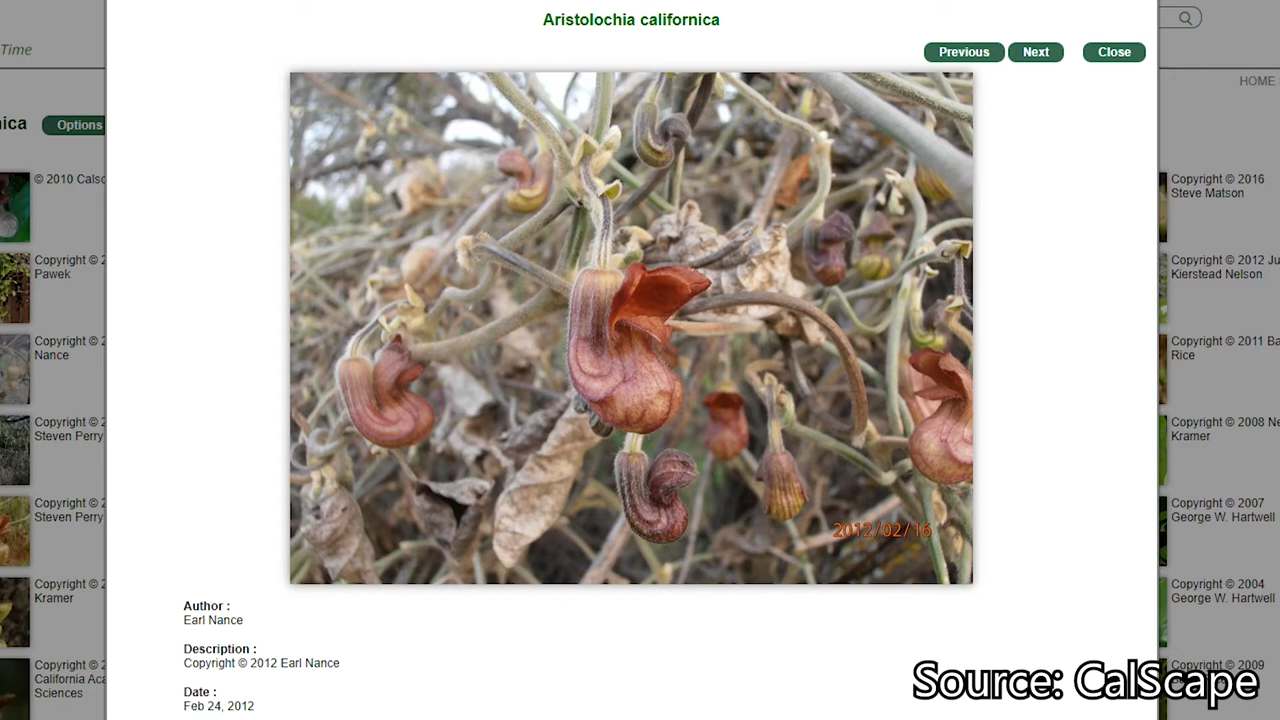 Aristolochia californica
Previous Next Close
Time
HOME
nica Options
© 2010 Calsc
Copyright © 2
Pawek
Copyright © 2
Nance
Copyright © 2
Steven Perry
Copyright © 2
Steven Perry
Copyright © 2
Kramer
Copyright © 2
California Aca
Sciences
2012/02/16
Author :
Earl Nance
Description :
Copyright © 2012 Earl Nance
Date :
Feb 24, 2012
Copyright © 2016
Steve Matson
Copyright © 2012 Ju
Kierstead Nelson
Copyright © 2011 Ba
Rice
Copyright © 2008 Ne
Kramer
Copyright © 2007
George W. Hartwell
Copyright © 2004
George W. Hartwell
Copyright © 2009
Source: CalScape